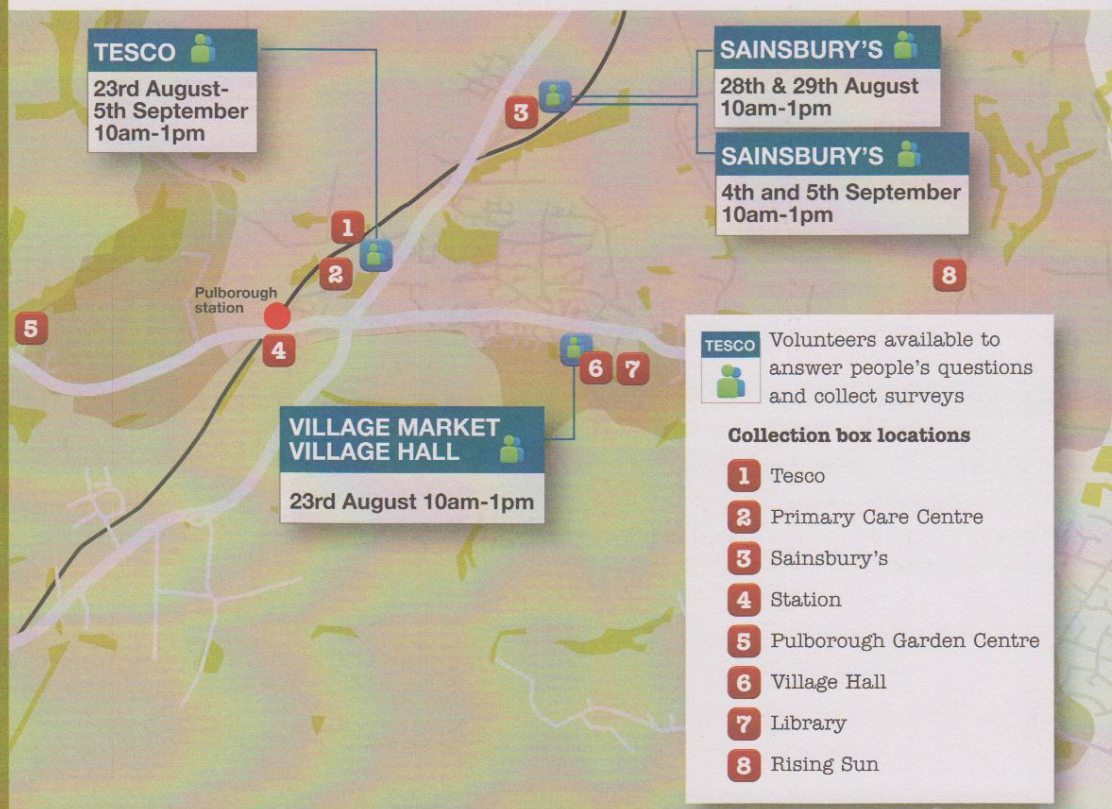 TESCO
23rd August-
5th September
10am-1pm
SAINSBURY'S
28th & 29th August
10am-1pm
SAINSBURY'S
4th and 5th September
10am-1pm
3
1
2
8
Pulborough
station
5
4
6 7
VILLAGE MARKET
VILLAGE HALL
23rd August 10am-1pm
TESCO
Volunteers available to
answer people's questions
and collect surveys
Collection box locations
1 Tesco
2 Primary Care Centre
3 Sainsbury's
4 Station
5 Pulborough Garden Centre
6 Village Hall
7 Library
8 Rising Sun